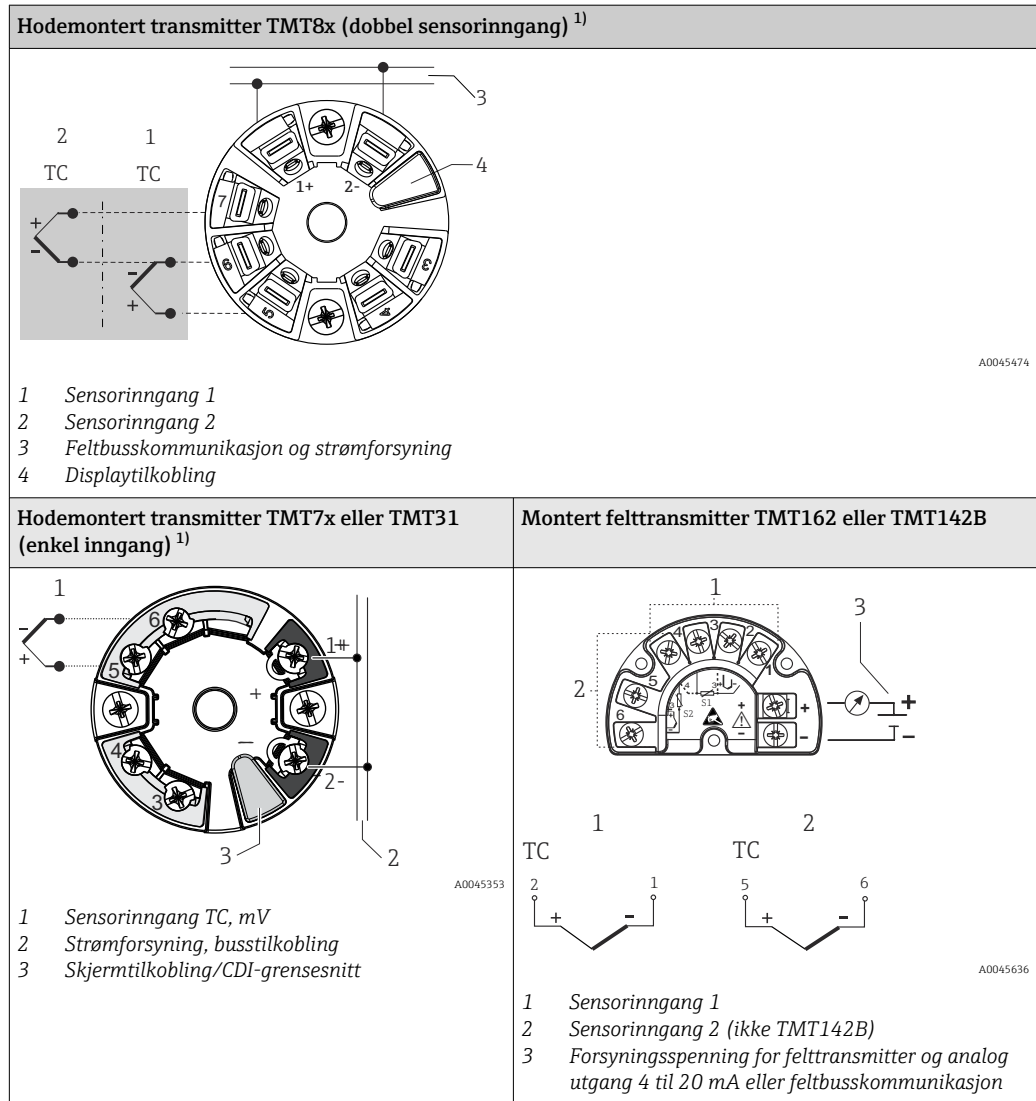 Hodemontert transmitter TMT8x (dobbel sensorinngang) 1)
3
2 1
TC TC
4
1+ 2-
7
+
-
6
3
-
+
5
4
A0045474
1 Sensorinngang 1
2 Sensorinngang 2
3 Feltbusskommunikasjon og strømforsyning
4 Displaytilkobling
Hodemontert transmitter TMT7x eller TMT31
(enkel inngang) 1)
1
6
-
+
5
1+
+
4
-
2-
3
3
2
A0045353
1 Sensorinngang TC, mV
2 Strømforsyning, busstilkobling
3 Skjermtilkobling/CDI-grensesnitt
Montert felttransmitter TMT162 eller TMT142B
1
3
4 3 2
1
2
5
6
S1
S2
+
-
+
-
+
-
1 2
TC TC
2 1 5 6
+ - + -
A0045636
1 Sensorinngang 1
2 Sensorinngang 2 (ikke TMT142B)
3 Forsyningsspenning for felttransmitter og analog
utgang 4 til 20 mA eller feltbusskommunikasjon